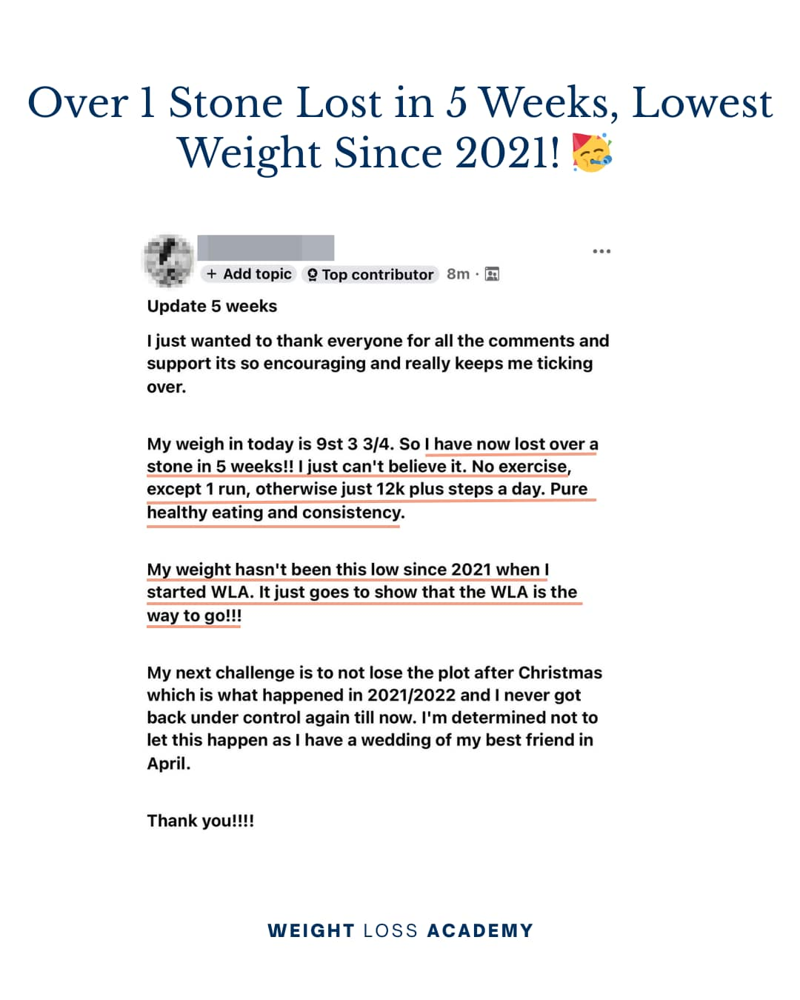 Over 1 Stone Lost in 5 Weeks, Lowest
Weight Since 2021! 🥳
+ Add topic Top contributor 8m ·
Update 5 weeks
I just wanted to thank everyone for all the comments and
support its so encouraging and really keeps me ticking
over.
My weigh in today is 9st 3 3/4. So I have now lost over a
stone in 5 weeks!! I just can't believe it. No exercise,
except 1 run, otherwise just 12k plus steps a day. Pure
healthy eating and consistency.
My weight hasn't been this low since 2021 when I
started WLA. It just goes to show that the WLA is the
way to go!!!
My next challenge is to not lose the plot after Christmas
which is what happened in 2021/2022 and I never got
back under control again till now. I'm determined not to
let this happen as I have a wedding of my best friend in
April.
Thank you!!!!
WEIGHT LOSS ACADEMY